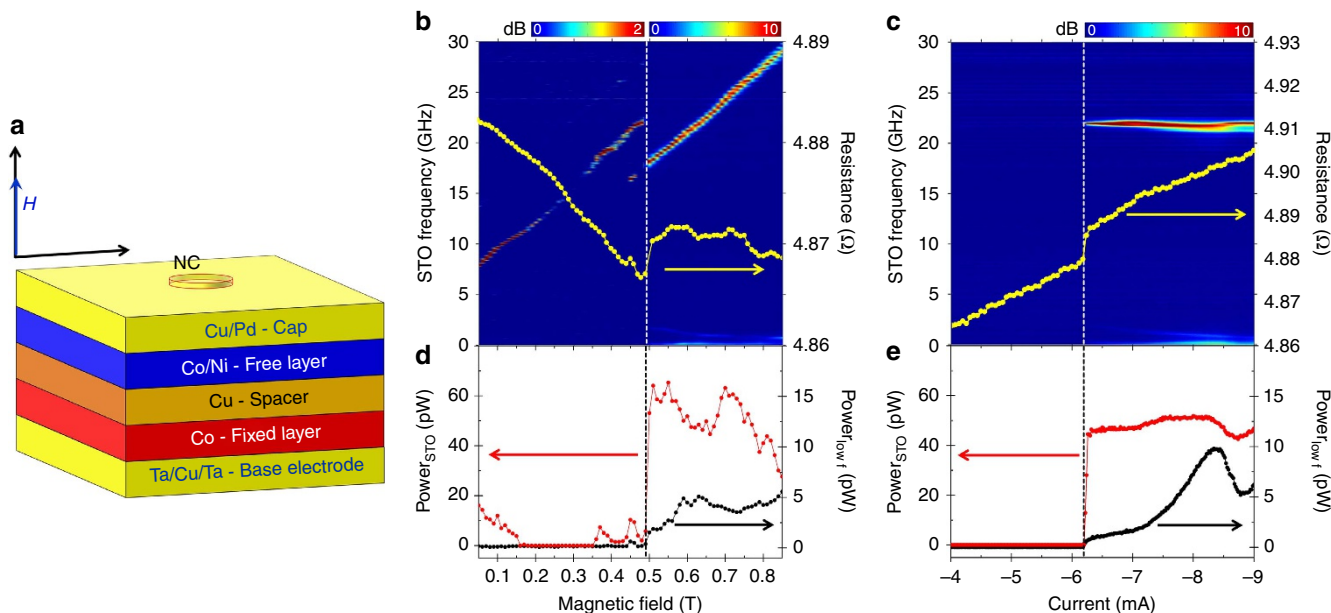 a
H
NC
Cu/Pd - Cap
Co/Ni - Free layer
Cu - Spacer
Co - Fixed layer
Ta/Cu/Ta - Base electrode
b
dB 0 2 0 10
30
25
20
15
10
5
0
STO frequency (GHz)
4.89
4.88
4.87
4.86
Resistance (Ω)
c
dB 0 10
30
25
20
15
10
5
0
STO frequency (GHz)
4.93
4.92
4.91
4.90
4.89
4.88
4.87
4.86
Resistance (Ω)
d
60
40
20
0
Power_STO (pW)
15
10
5
0
Power_low f (pW)
0.1 0.2 0.3 0.4 0.5 0.6 0.7 0.8
Magnetic field (T)
e
60
40
20
0
Power_STO (pW)
15
10
5
0
Power_low f (pW)
–4 –5 –6 –7 –8 –9
Current (mA)